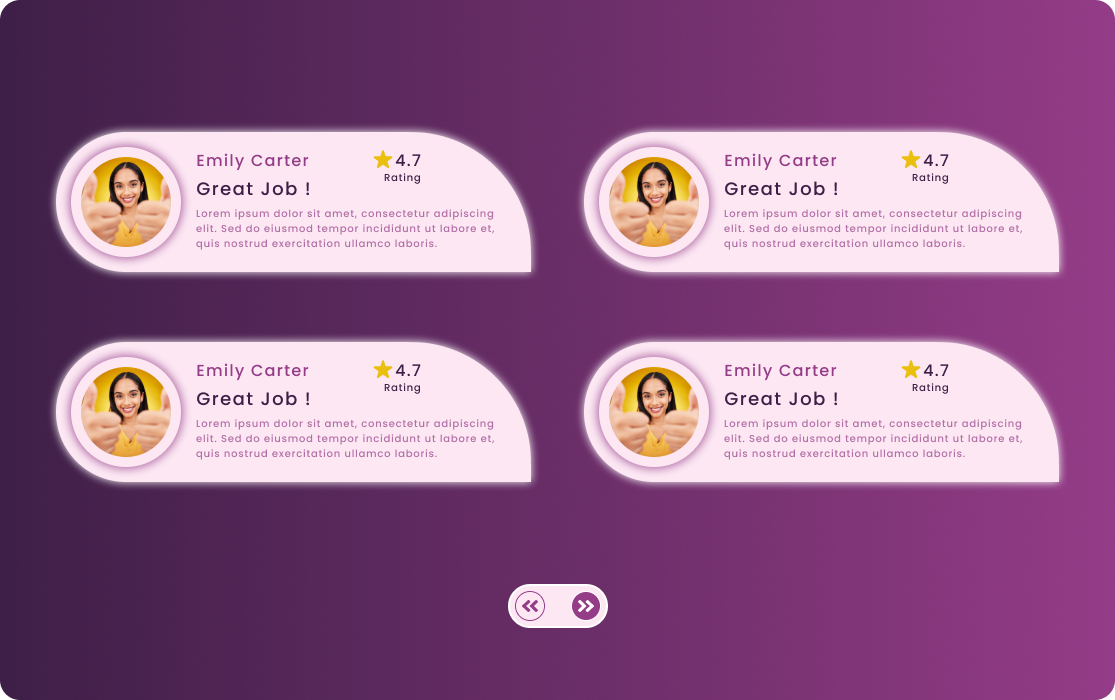 Emily Carter
4.7
Rating
Great Job !
Lorem ipsum dolor sit amet, consectetur adipiscing
elit. Sed do eiusmod tempor incididunt ut labore et,
quis nostrud exercitation ullamco laboris.
Emily Carter
4.7
Rating
Great Job !
Lorem ipsum dolor sit amet, consectetur adipiscing
elit. Sed do eiusmod tempor incididunt ut labore et,
quis nostrud exercitation ullamco laboris.
Emily Carter
4.7
Rating
Great Job !
Lorem ipsum dolor sit amet, consectetur adipiscing
elit. Sed do eiusmod tempor incididunt ut labore et,
quis nostrud exercitation ullamco laboris.
Emily Carter
4.7
Rating
Great Job !
Lorem ipsum dolor sit amet, consectetur adipiscing
elit. Sed do eiusmod tempor incididunt ut labore et,
quis nostrud exercitation ullamco laboris.